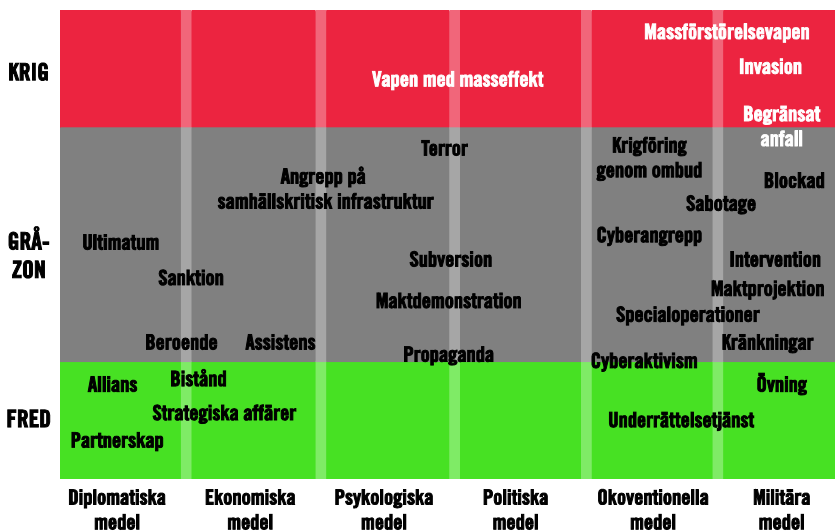 Massförstörelsevapen
KRIG
Invasion
Vapen med masseffekt
Begränsat
anfall
Terror
Krigföring
genom ombud
Angrepp på
samhällskritisk infrastruktur
Blockad
Sabotage
GRÅ-
ZON
Ultimatum
Cyberangrepp
Subversion
Intervention
Sanktion
Maktprojektion
Maktdemonstration
Specialoperationer
Beroende
Assistens
Kränkningar
Propaganda
Cyberaktivism
Allians
Bistånd
Övning
FRED
Strategiska affärer
Underrättelsetjänst
Partnerskap
Diplomatiska
medel
Ekonomiska
medel
Psykologiska
medel
Politiska
medel
Okoventionella
medel
Militära
medel